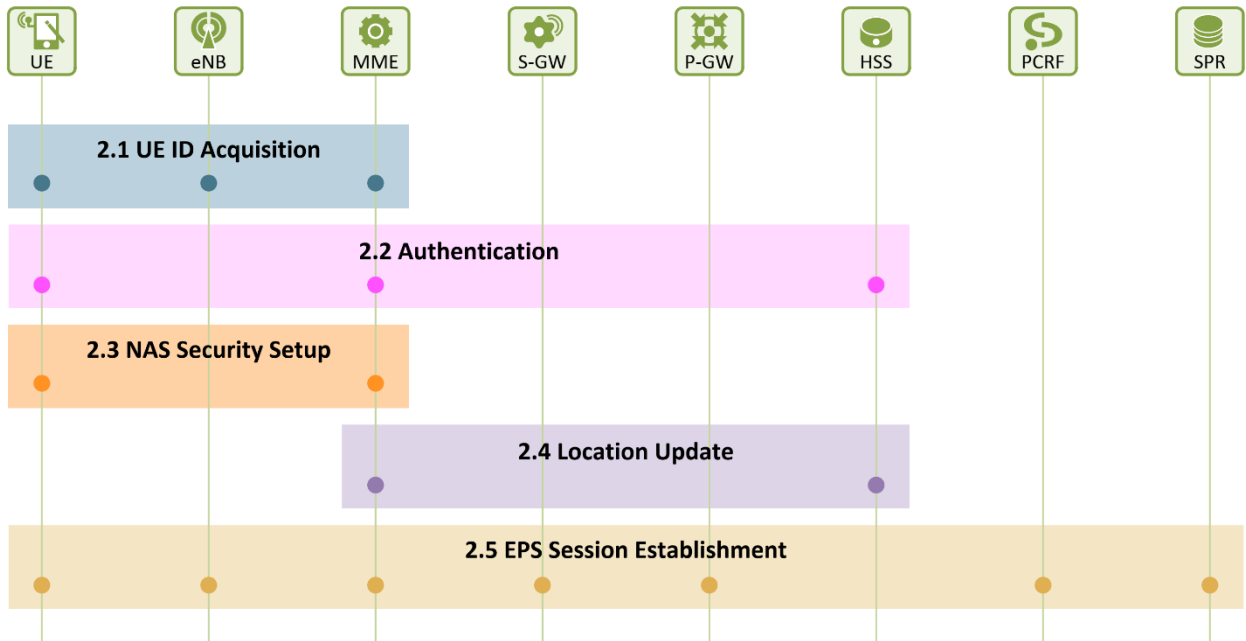 UE eNB MME S-GW P-GW HSS PCRF SPR
2.1 UE ID Acquisition
2.2 Authentication
2.3 NAS Security Setup
2.4 Location Update
2.5 EPS Session Establishment